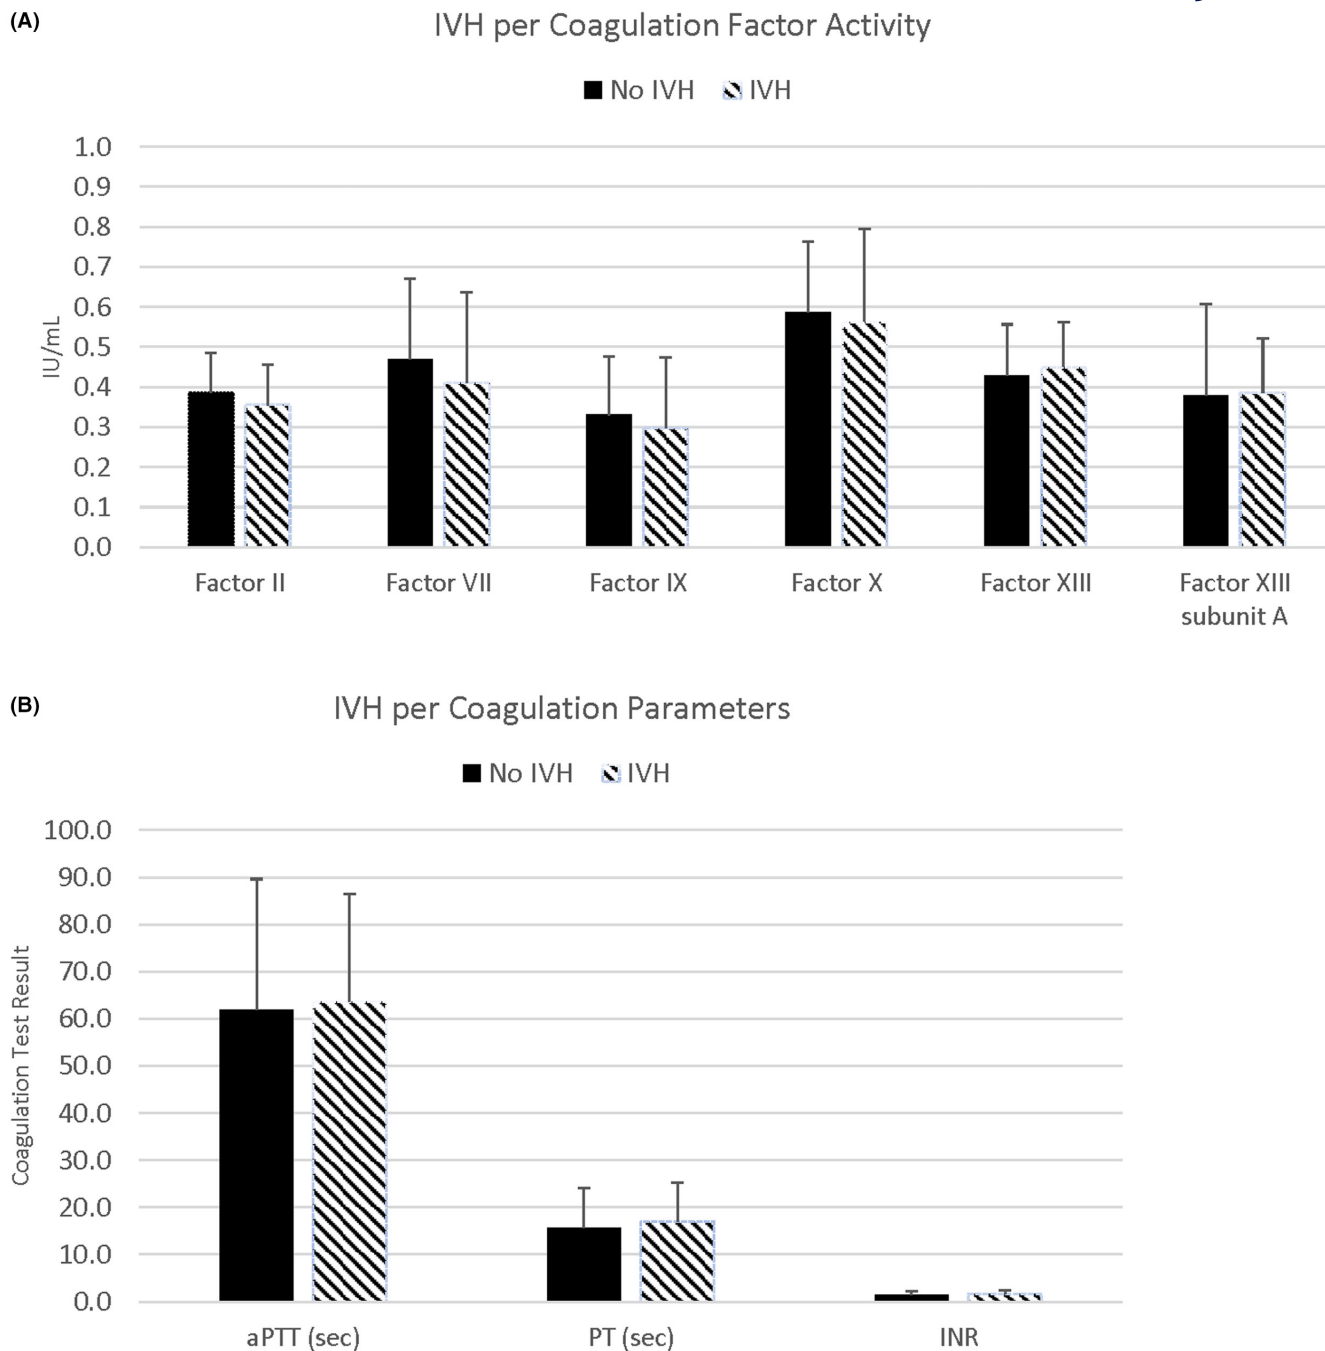 (A)
IVH per Coagulation Factor Activity
No IVH IVH
1.0
0.9
0.8
0.7
0.6
0.5
0.4
0.3
0.2
0.1
0.0
IU/mL
Factor II Factor VII Factor IX Factor X Factor XIII Factor XIII
subunit A
(B)
IVH per Coagulation Parameters
No IVH IVH
100.0
90.0
80.0
70.0
60.0
50.0
40.0
30.0
20.0
10.0
0.0
Coagulation Test Result
aPTT (sec) PT (sec) INR